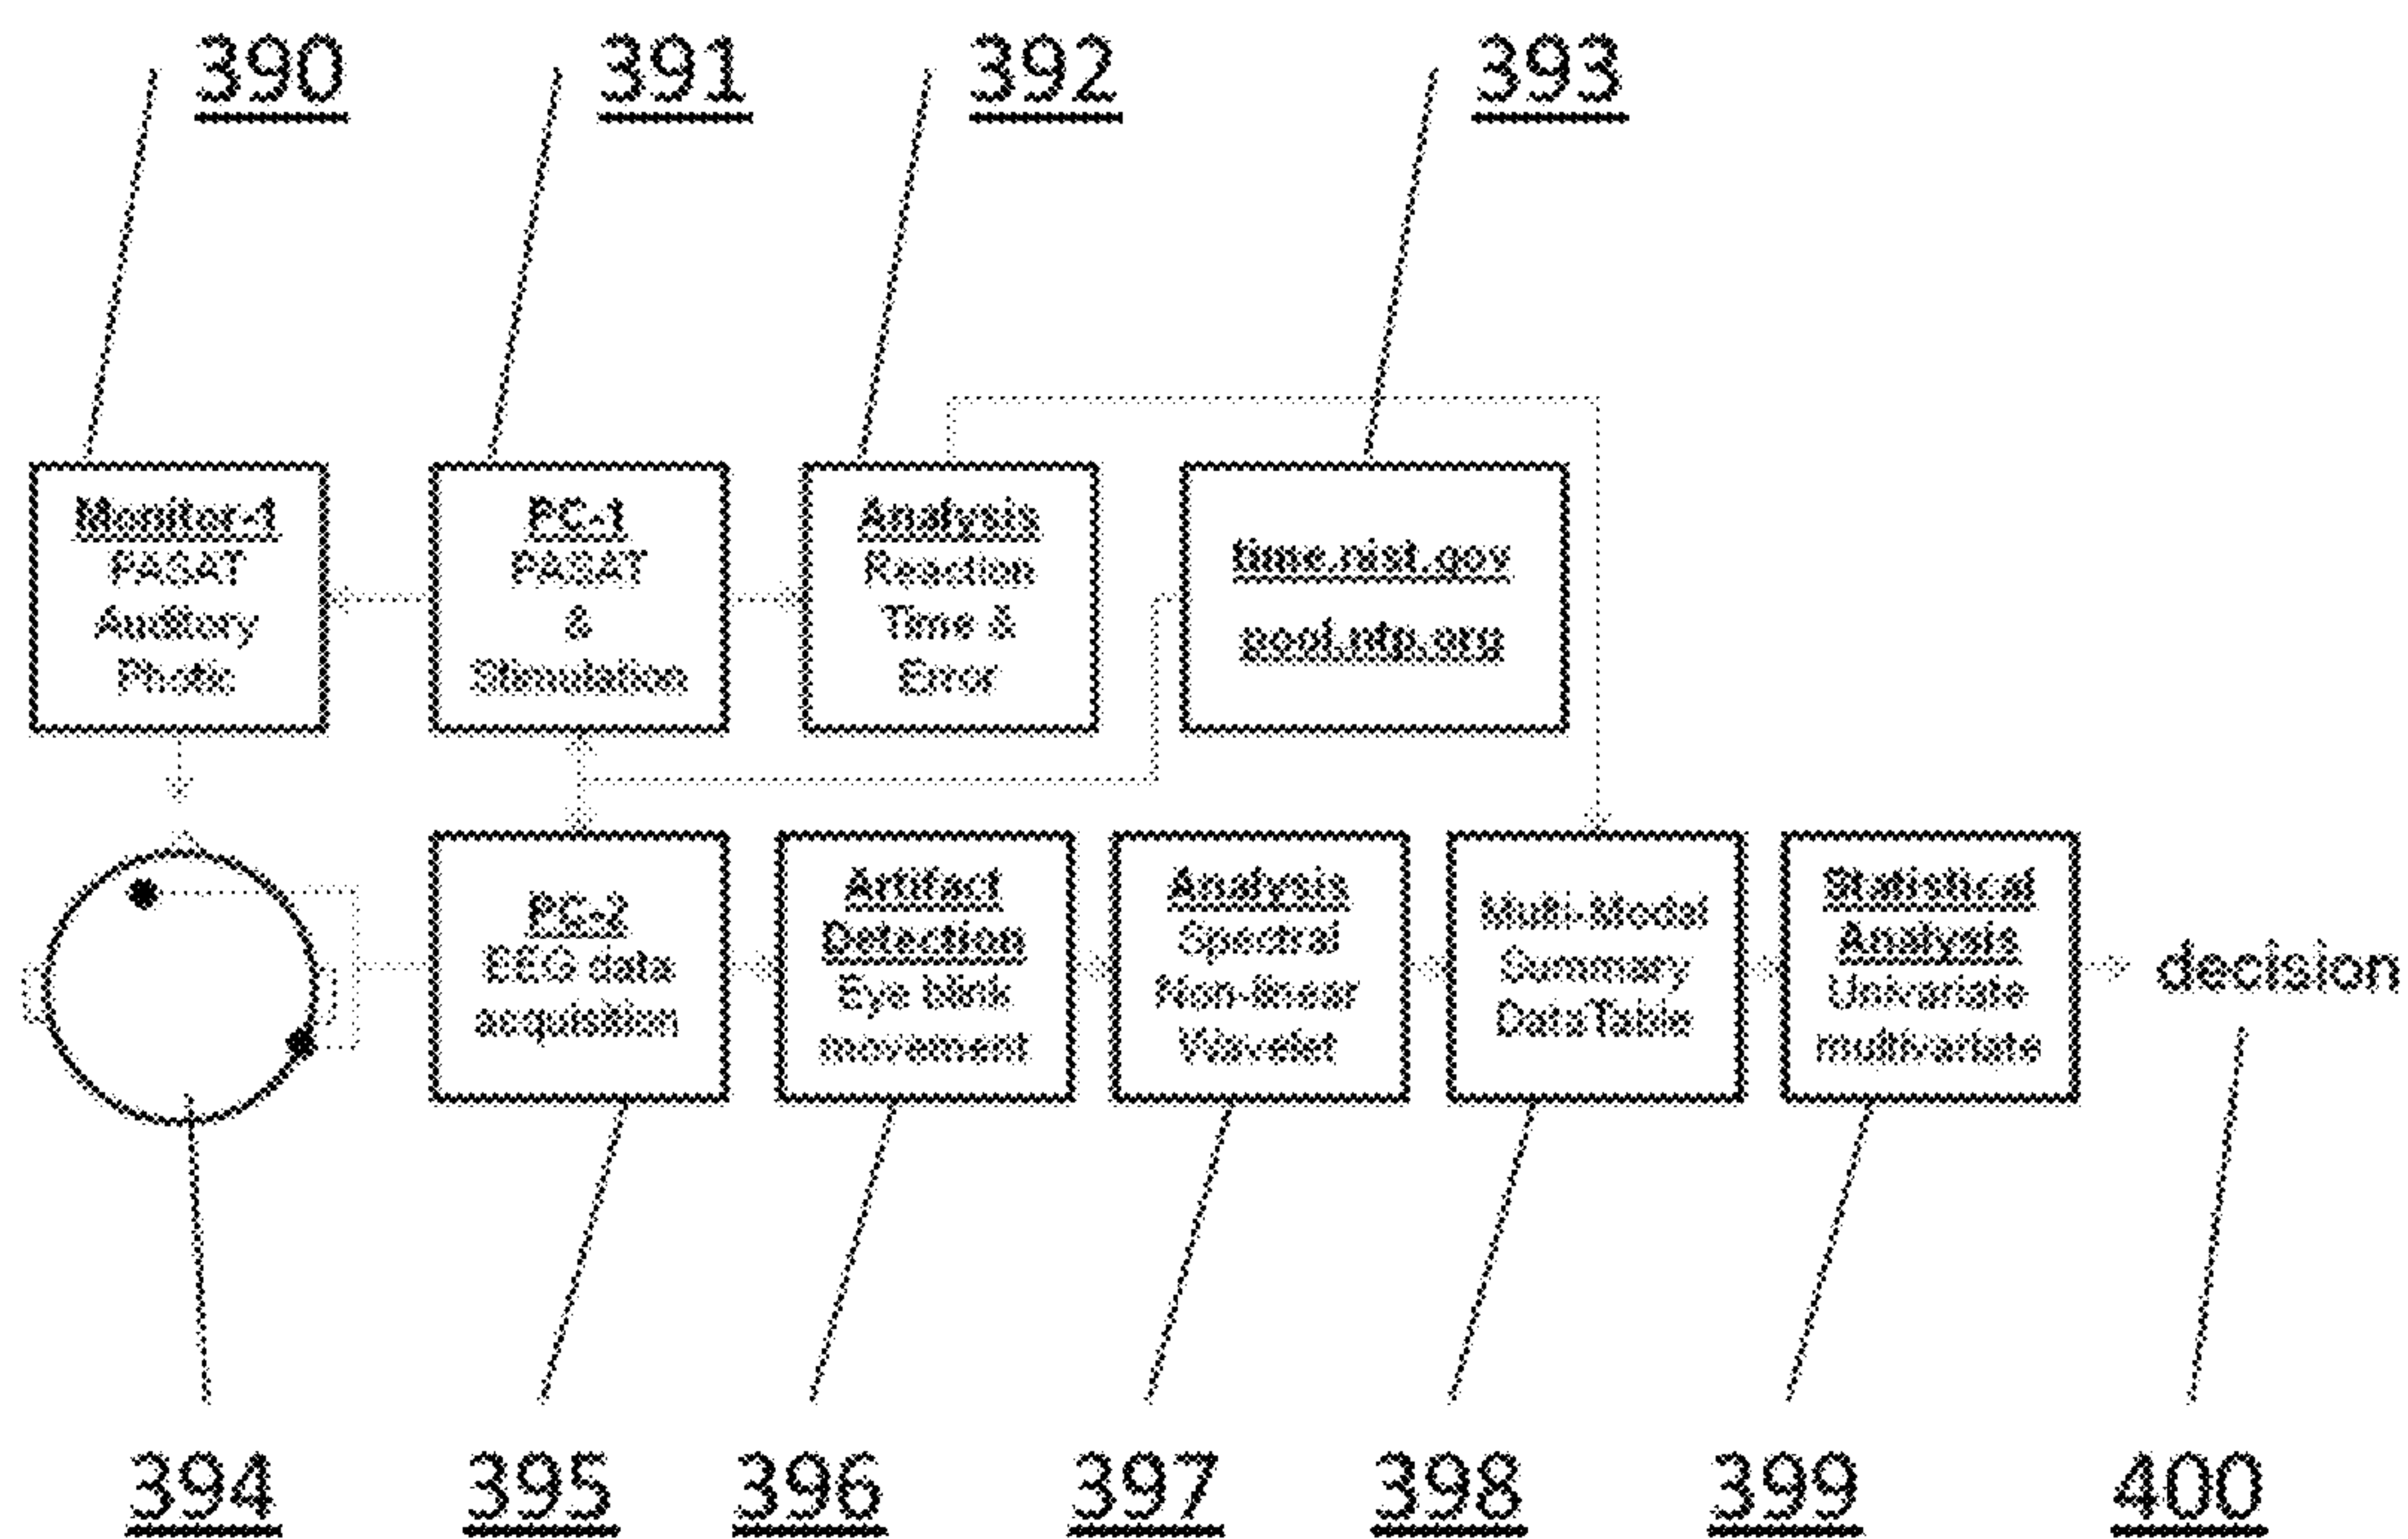 390
391
392
393
Monitor-1
PASAT
Auditory
Photic
PC-1
PASAT
&
Stimulation
Analysis
Reaction
Time &
Error
time.nist.gov
pool.ntp.org
PC-2
EEG data
acquisition
Artifact
Detection
Eye blink
movement
Analysis
Spectral
Non-linear
Wavelet
Multi-Modal
Summary
DataTable
Statistical
Analysis
Univariate
multivariate
decision
394
395
396
397
398
399
400